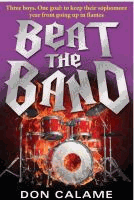 Three boys. One goal: to keep their sophomore
year from going up in flames
BEAT
THE
BAND
DON CALAME